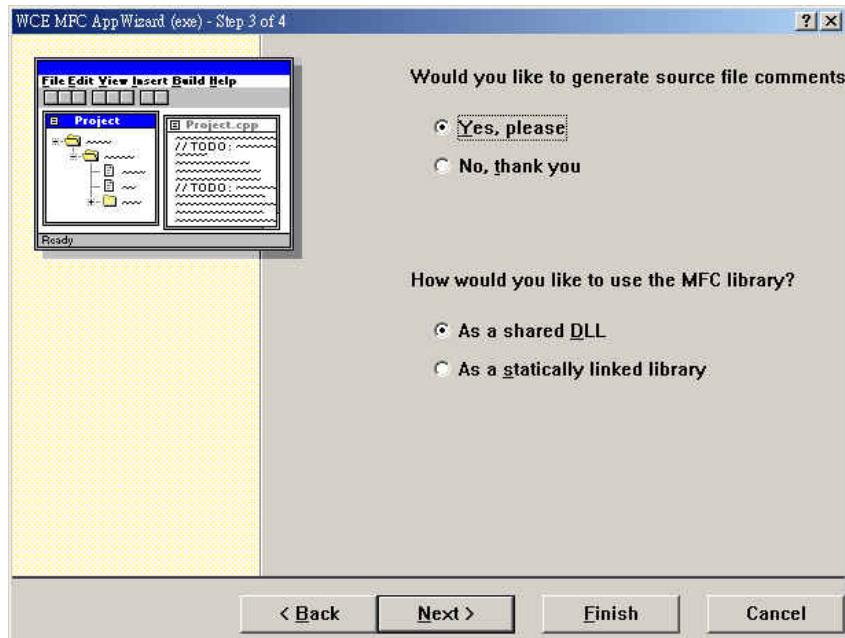 WCE MFC AppWizard (exe) - Step 3 of 4
File Edit View Insert Build Help
Project
Project.cpp
//TODO:
//TODO:
Ready
Would you like to generate source file comments
Yes, please
No, thank you
How would you like to use the MFC library?
As a shared DLL
As a statically linked library
< Back
Next >
Finish
Cancel